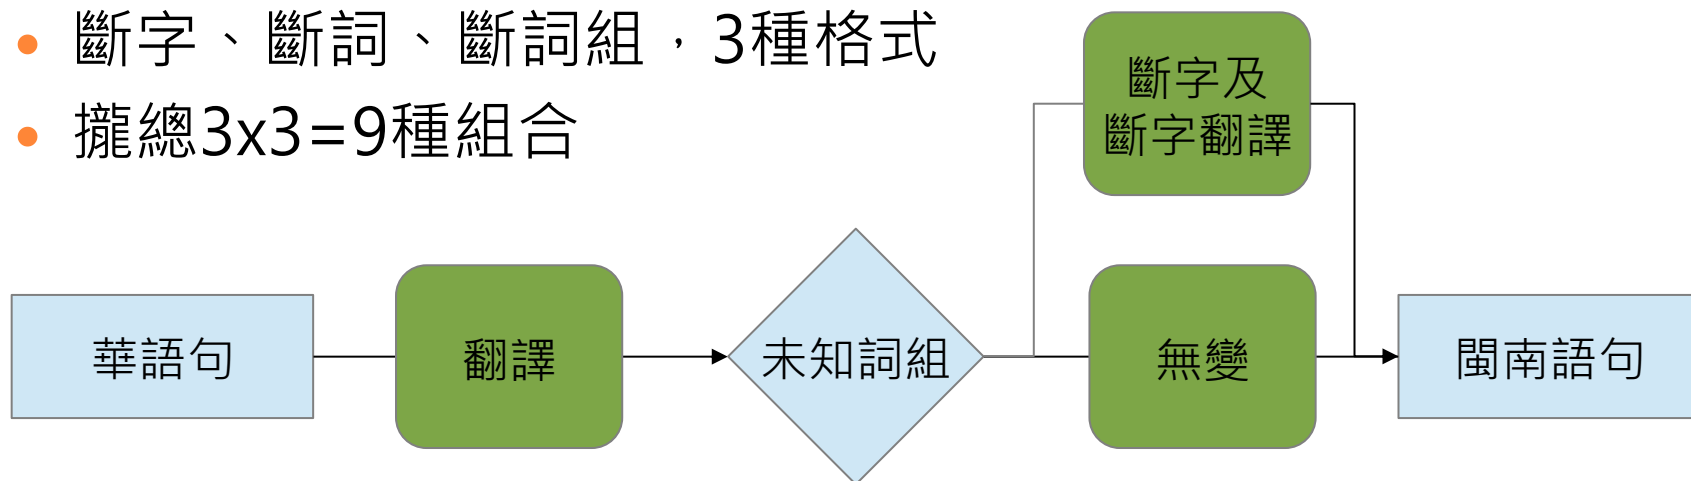 • 斷字、斷詞、斷詞組，3種格式
• 攏總3x3=9種組合
斷字及
斷字翻譯
華語句
翻譯
未知詞組
無變
閩南語句